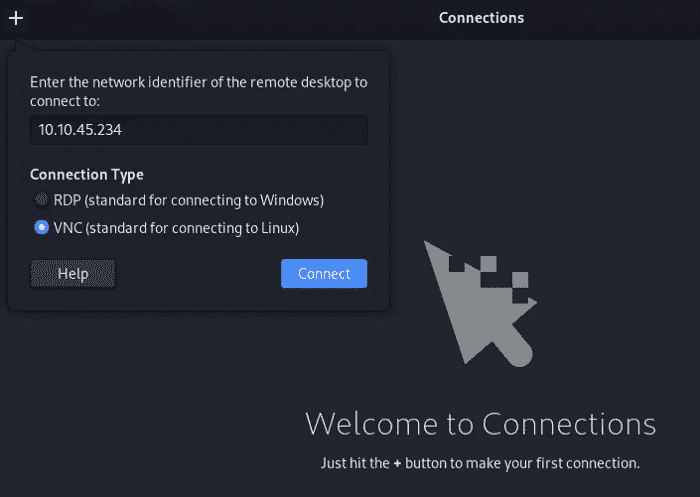 +
Connections
Enter the network identifier of the remote desktop to
connect to:
10.10.45.234
Connection Type
RDP (standard for connecting to Windows)
VNC (standard for connecting to Linux)
Help
Connect
Welcome to Connections
Just hit the + button to make your first connection.